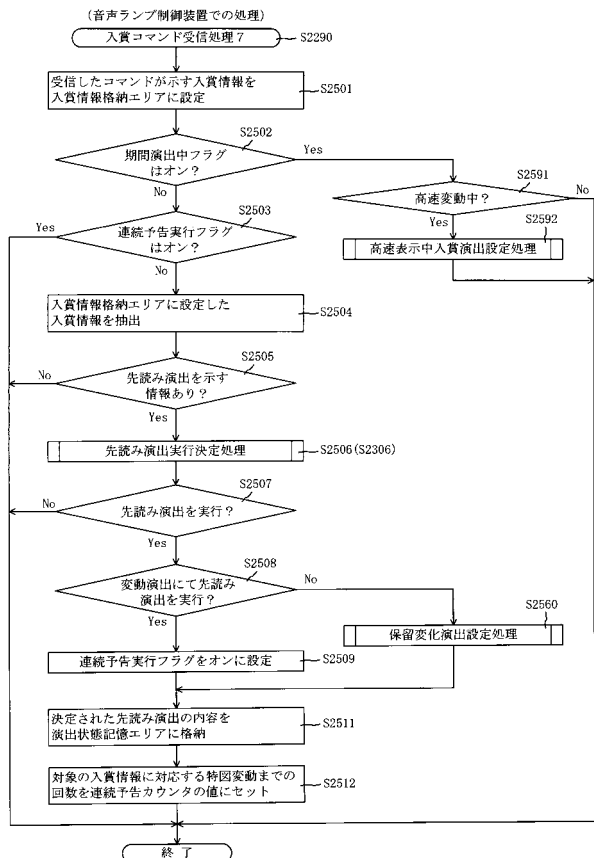 (音声ランプ制御装置での処理)
入賞コマンド受信処理7
S2290
受信したコマンドが示す入賞情報を
入賞情報格納エリアに設定
S2501
S2502
期間演出中フラグ
はオン?
Yes
No
S2591
高速変動中?
No
Yes
S2592
高速表示中入賞演出設定処理
S2503
連続予告実行フラグ
はオン?
Yes
No
入賞情報格納エリアに設定した
入賞情報を抽出
S2504
S2505
先読み演出を示す
情報あり?
No
Yes
先読み演出実行決定処理
S2506(S2306)
S2507
先読み演出を実行?
No
Yes
S2508
変動演出にて先読み
演出を実行?
No
Yes
S2560
保留変化演出設定処理
連続予告実行フラグをオンに設定
S2509
決定された先読み演出の内容を
演出状態記憶エリアに格納
S2511
対象の入賞情報に対応する特図変動までの
回数を連続予告カウンタの値にセット
S2512
終了